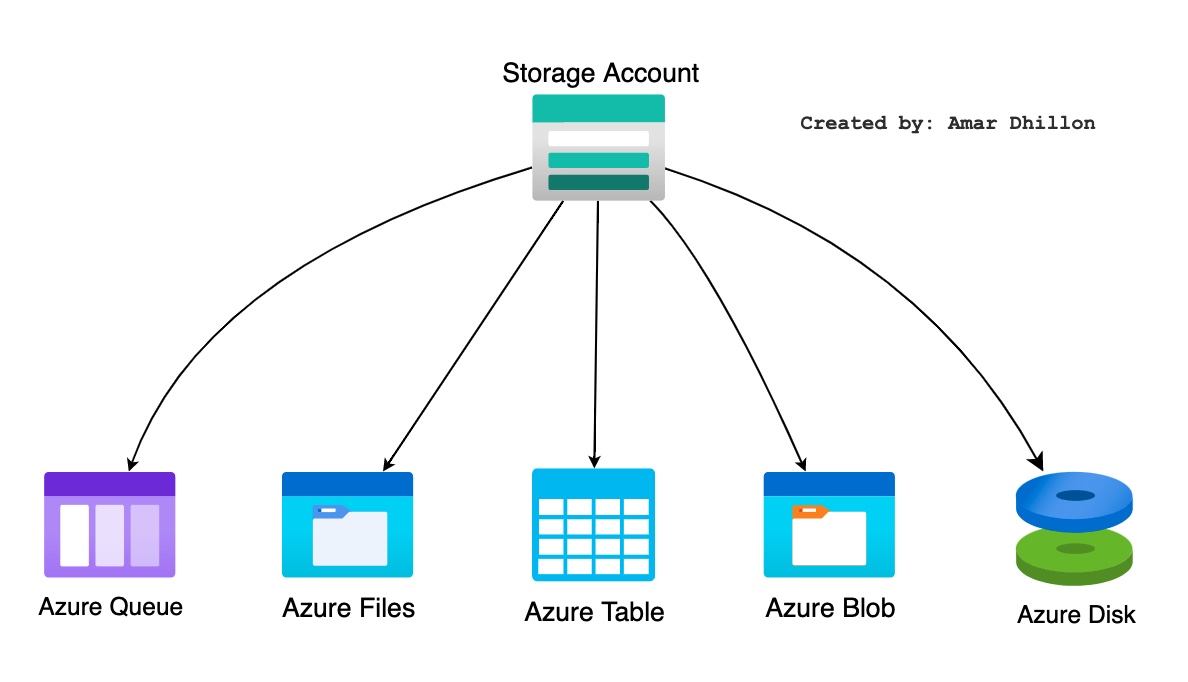 Storage Account
Created by: Amar Dhillon
Azure Queue
Azure Files
Azure Table
Azure Blob
Azure Disk